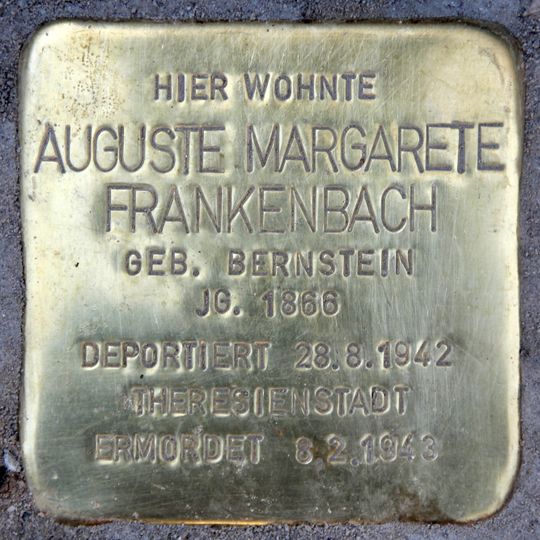 HIER WOHNTE
AUGUSTE MARGARETE
FRANKENBACH
GEB. BERNSTEIN
JG. 1866
DEPORTIERT 28.8.1942
THERESIENSTADT
ERMORDET 8.2.1943